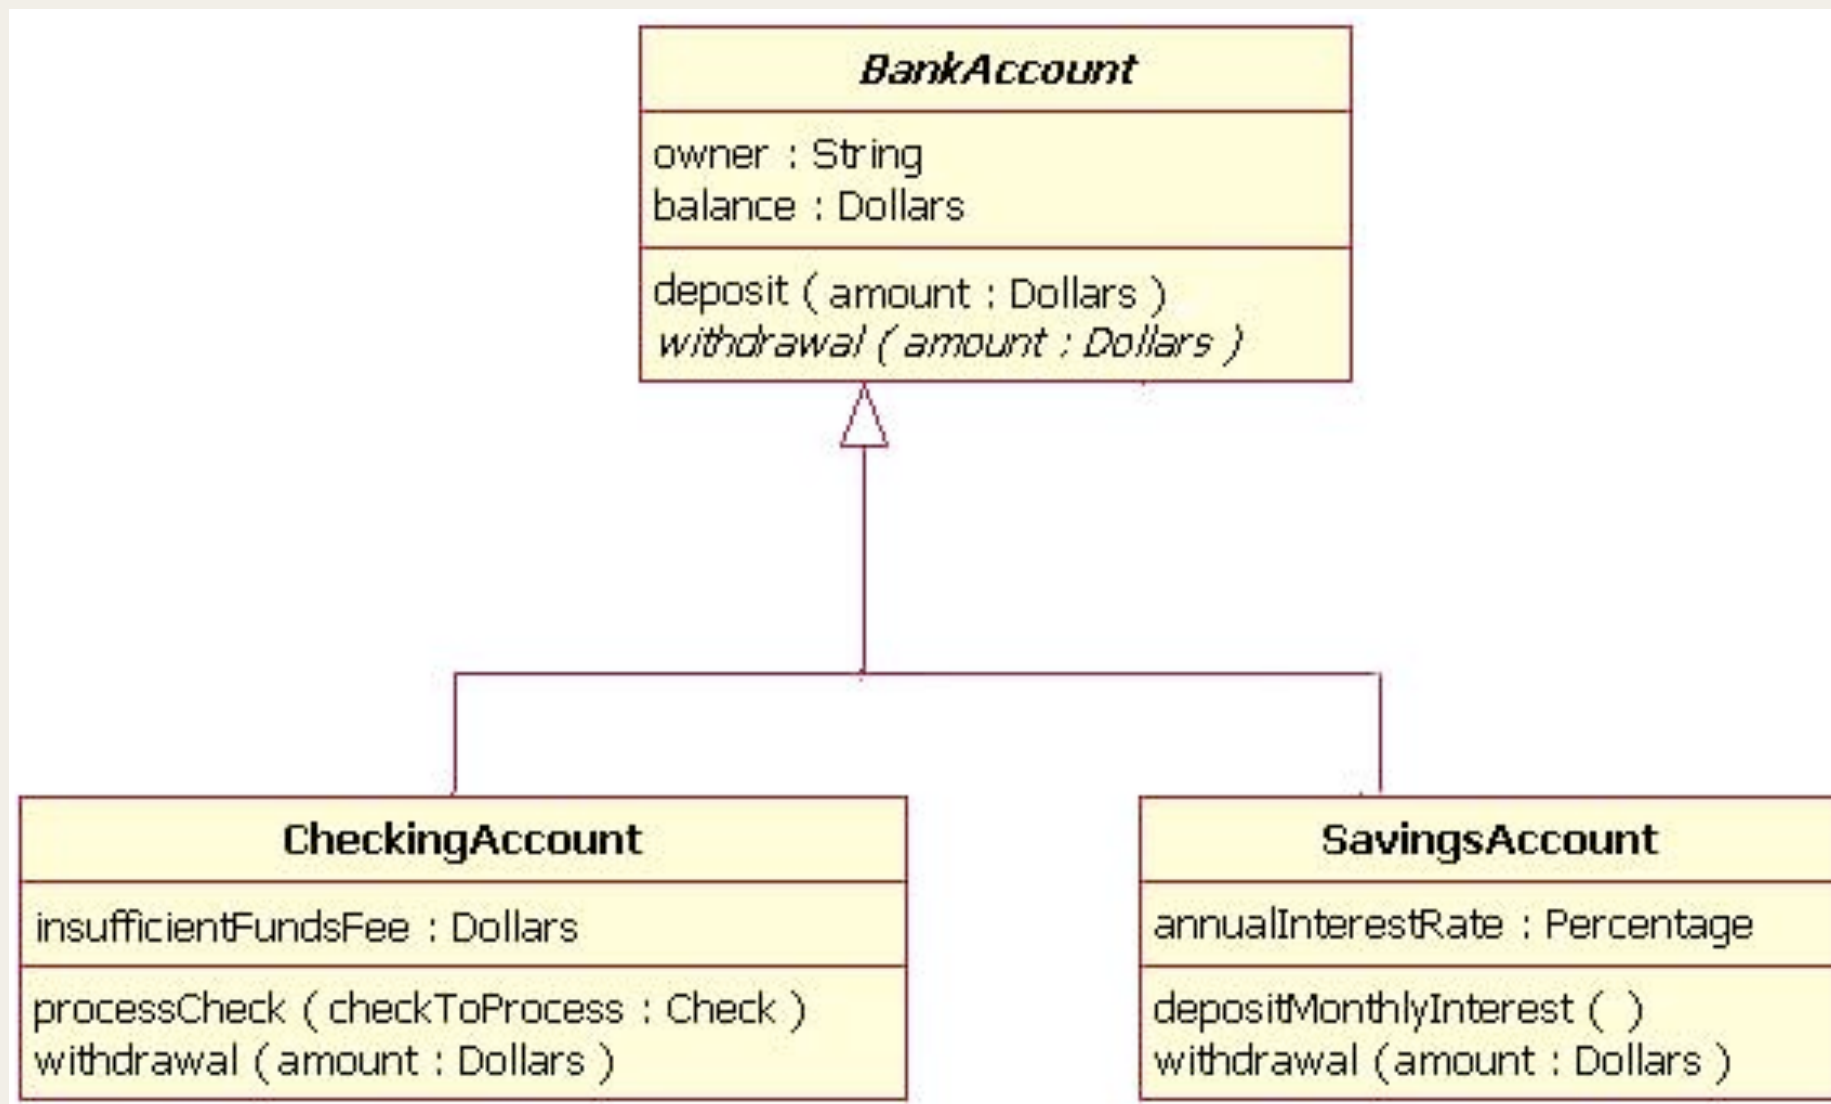 BankAccount
owner : String
balance : Dollars
deposit ( amount : Dollars )
withdrawal ( amount : Dollars )
CheckingAccount
insufficientFundsFee : Dollars
processCheck ( checkToProcess : Check )
withdrawal ( amount : Dollars )
SavingsAccount
annualInterestRate : Percentage
depositMonthlyInterest ( )
withdrawal ( amount : Dollars )